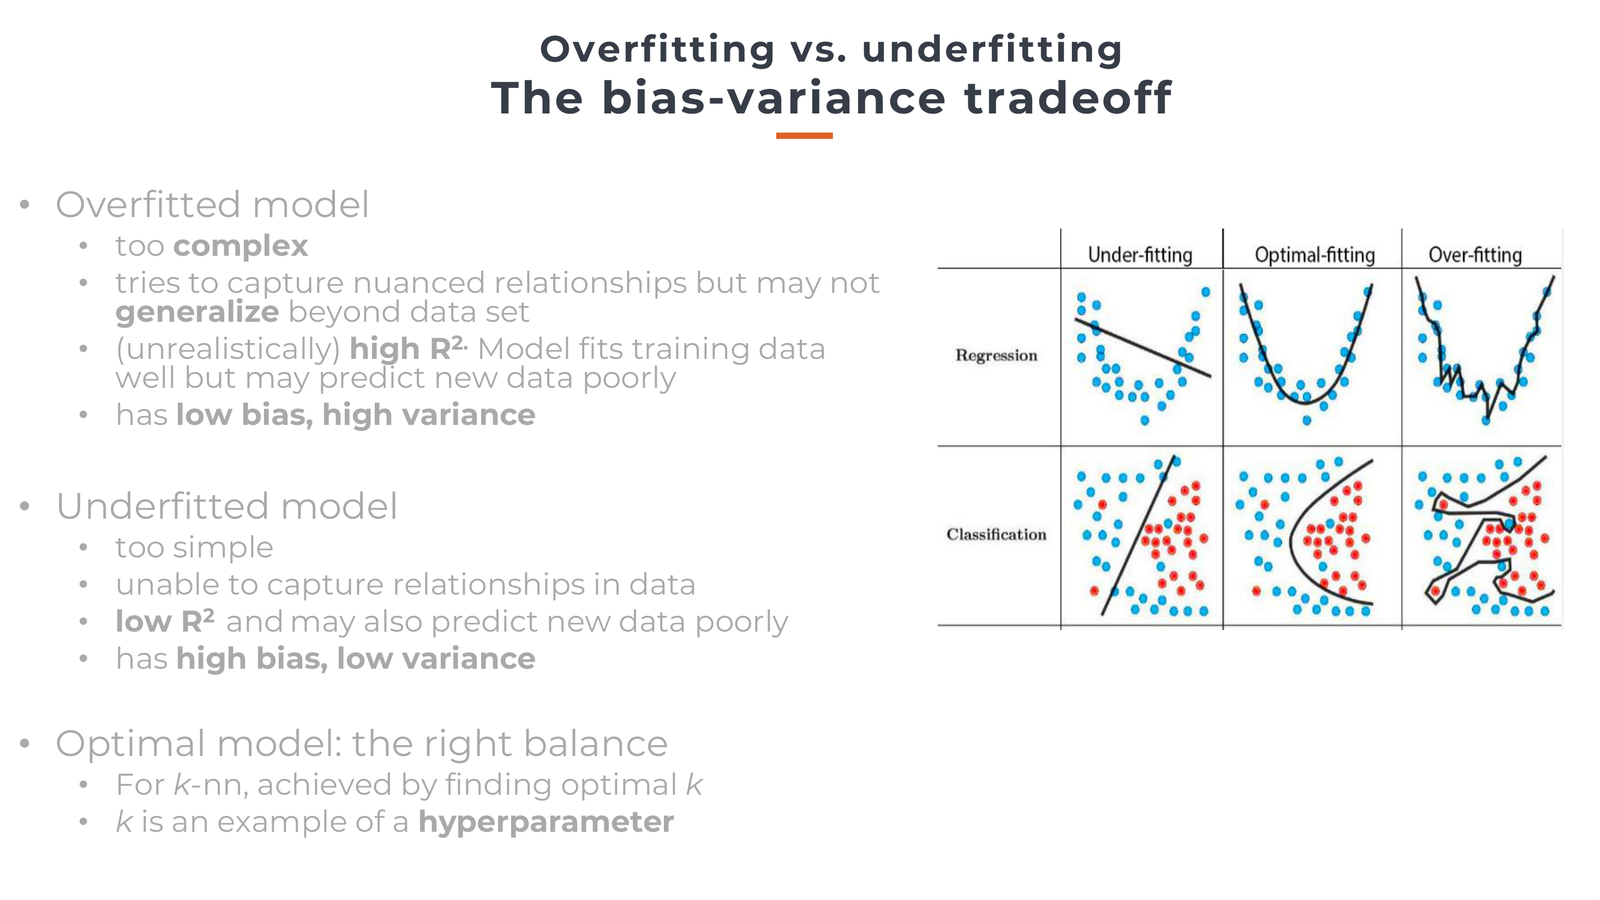 Overfitting vs. underfitting
The bias-variance tradeoff
• Overfitted model
• too complex
• tries to capture nuanced relationships but may not
generalize beyond data set
• (unrealistically) high R²· Model fits training data
well but may predict new data poorly
• has low bias, high variance
• Underfitted model
• too simple
• unable to capture relationships in data
• low R² and may also predict new data poorly
• has high bias, low variance
• Optimal model: the right balance
• For k-nn, achieved by finding optimal k
• k is an example of a hyperparameter
Under-fitting Optimal-fitting Over-fitting
Regression
Classification